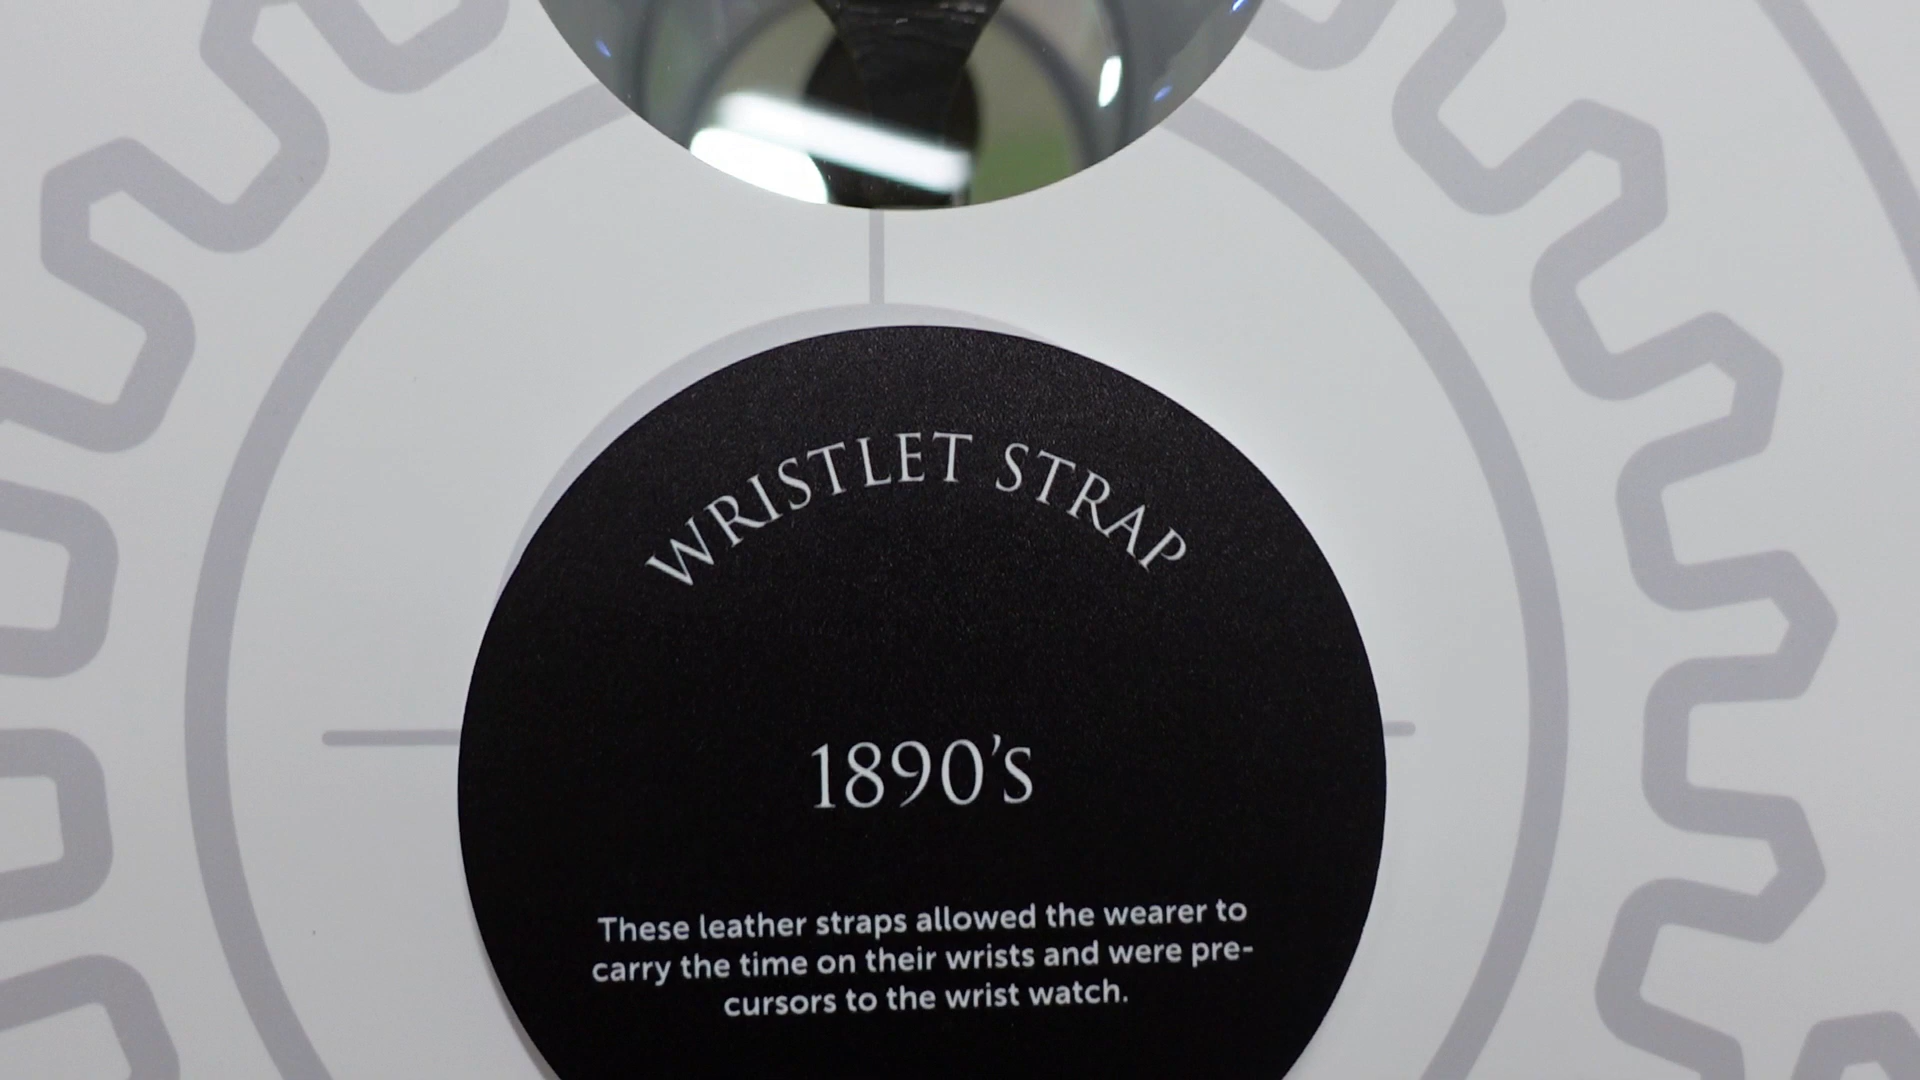 WRISTLET STRAP
1890's
These leather straps allowed the wearer to
carry the time on their wrists and were pre-
cursors to the wrist watch.